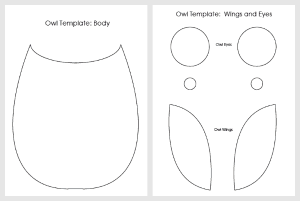 Owl Template: Body
Owl Template: Wings and Eyes
Owl Eyes
Owl Wings